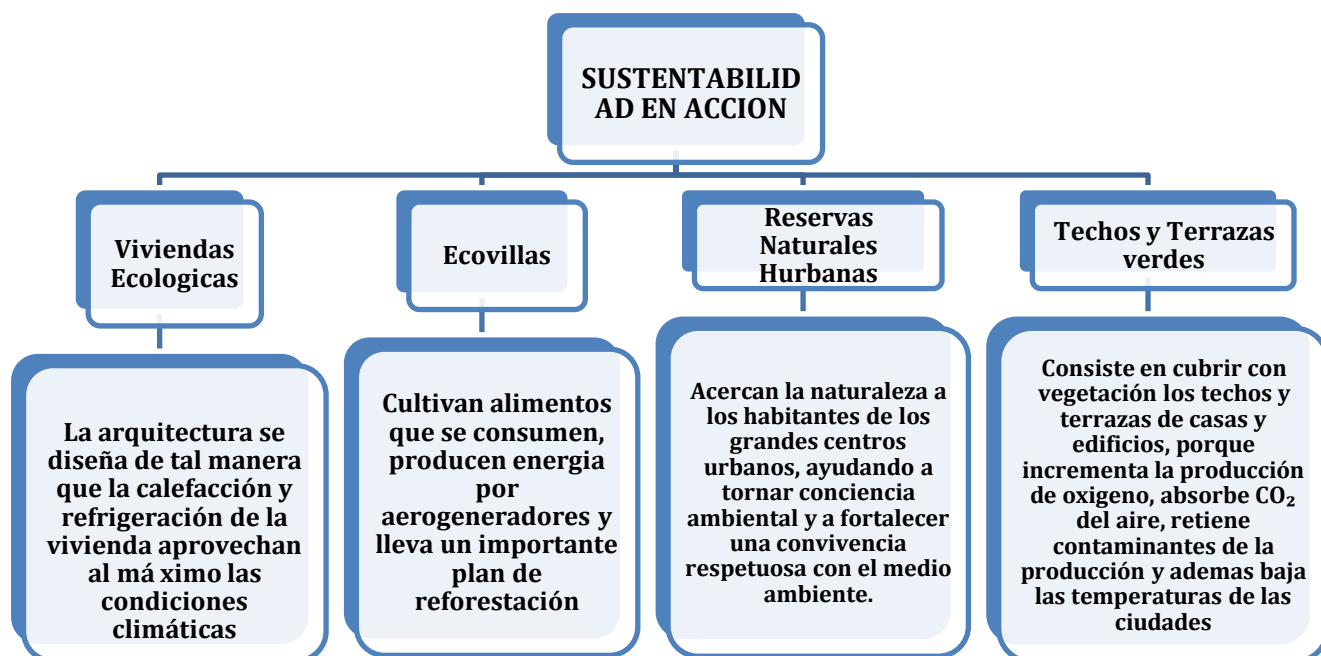 SUSTENTABILID
AD EN ACCION
Viviendas
Ecologicas
Ecovillas
Reservas
Naturales
Hurbanas
Techos y Terrazas
verdes
La arquitectura se
diseña de tal manera
que la calefacción y
refrigeración de la
vivienda aprovechan
al má ximo las
condiciones
climáticas
Cultivan alimentos
que se consumen,
producen energia
por
aerogeneradores y
lleva un importante
plan de
reforestación
Acercan la naturaleza a
los habitantes de los
grandes centros
urbanos, ayudando a
tornar conciencia
ambiental y a fortalecer
una convivencia
respetuosa con el medio
ambiente.
Consiste en cubrir con
vegetación los techos y
terrazas de casas y
edificios, porque
incrementa la producción
de oxigeno, absorbe CO₂
del aire, retiene
contaminantes de la
producción y ademas baja
las temperaturas de las
ciudades